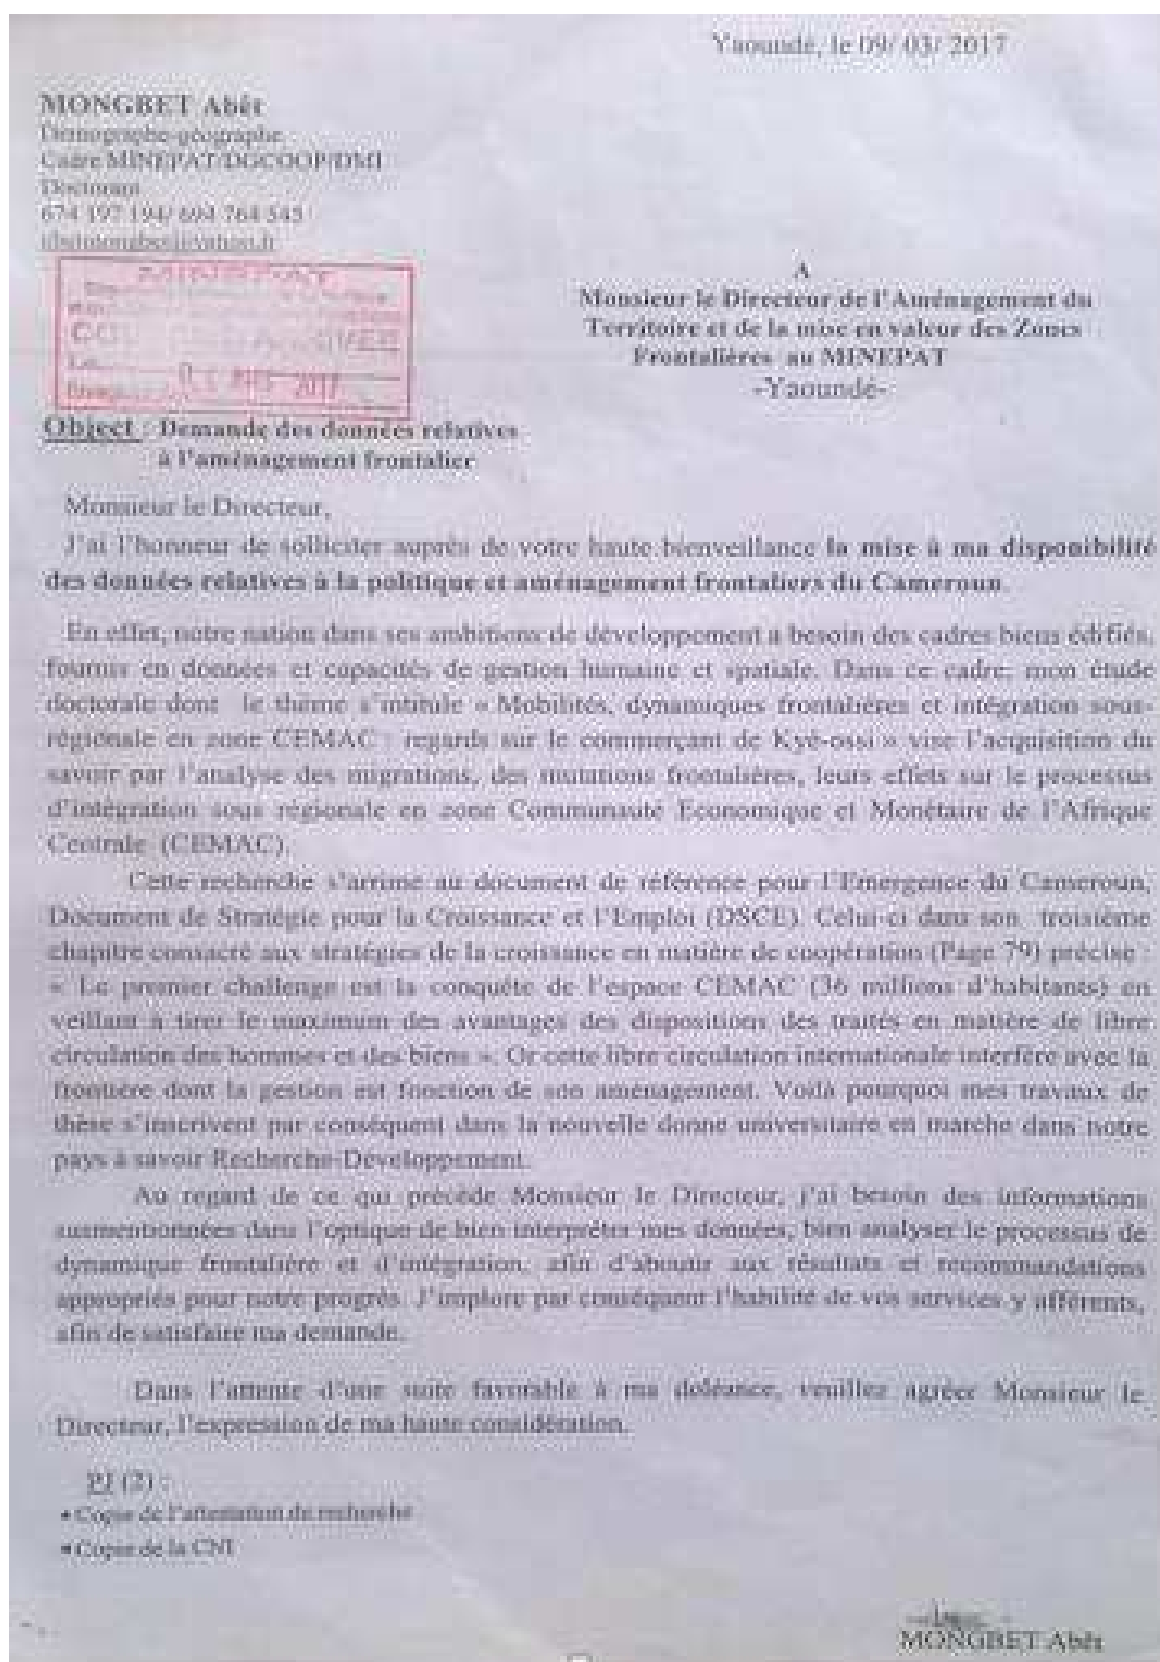 Yaoundé, le 09/ 03/ 2017
MONGBET Abêt
Démographe-géographe
Cadre MINEPAT/DGCOOP/DMI
Doctorant
674 197 194/ 694 764 545
A
Monsieur le Directeur de l'Aménagement du
Territoire et de la mise en valeur des Zones
Frontalières au MINEPAT
-Yaoundé-
MINEPAT
2017
Object : Demande des données relatives
à l'aménagement frontalier
Monsieur le Directeur,
J'ai l'honneur de solliciter auprès de votre haute bienveillance la mise à ma disponibilité
des données relatives à la politique et aménagement frontaliers du Cameroun.
En effet, notre nation dans ses ambitions de développement a besoin des cadres biens édifiés,
fournis en données et capacités de gestion humaine et spatiale. Dans ce cadre, mon étude
doctorale dont le thème s'intitule « Mobilités, dynamiques frontalières et intégration sous-
régionale en zone CEMAC : regards sur le commerçant de Kyé-ossi » vise l'acquisition du
savoir par l'analyse des migrations, des mutations frontalières, leurs effets sur le processus
d'intégration sous régionale en zone Communauté Economique et Monétaire de l'Afrique
Centrale (CEMAC).
Cette recherche s'arrime au document de référence pour l'Emergence du Cameroun,
Document de Stratégie pour la Croissance et l'Emploi (DSCE). Celui-ci dans son troisième
chapitre consacré aux stratégies de la croissance en matière de coopération (Page 79) précise :
« Le premier challenge est la conquête de l'espace CEMAC (36 millions d'habitants) en
veillant à tirer le maximum des avantages des dispositions des traités en matière de libre
circulation des hommes et des biens ». Or cette libre circulation internationale interfère avec la
frontière dont la gestion est fonction de son aménagement. Voilà pourquoi mes travaux de
thèse s'inscrivent par conséquent dans la nouvelle donne universitaire en marche dans notre
pays à savoir Recherche-Développement.
Au regard de ce qui précède Monsieur le Directeur, j'ai besoin des informations
susmentionnées dans l'optique de bien interpréter mes données, bien analyser le processus de
dynamique frontalière et d'intégration, afin d'aboutir aux résultats et recommandations
appropriés pour notre progrès. J'implore par conséquent l'habilité de vos services y afférents,
afin de satisfaire ma demande.
Dans l'attente d'une suite favorable à ma doléance, veuillez agréer Monsieur le
Directeur, l'expression de ma haute considération.
PJ (2) :
• Copie de l'attestation de recherche
• Copie de la CNI
MONGBET Abêt